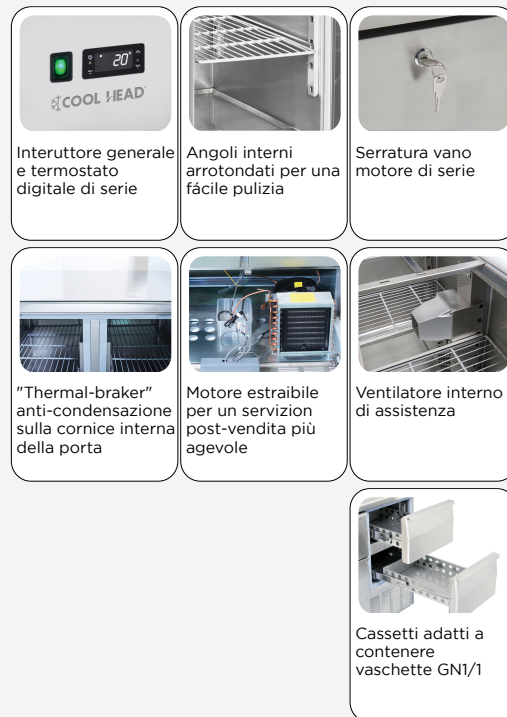 20°
COOL HEAD
Interuttore generale
e termostato
digitale di serie
Angoli interni
arrotondati per una
fácile pulizia
Serratura vano
motore di serie
"Thermal-braker"
anti-condensazione
sulla cornice interna
della porta
Motore estraibile
per un servizion
post-vendita più
agevole
Ventilatore interno
di assistenza
Cassetti adatti a
contenere
vaschette GN1/1